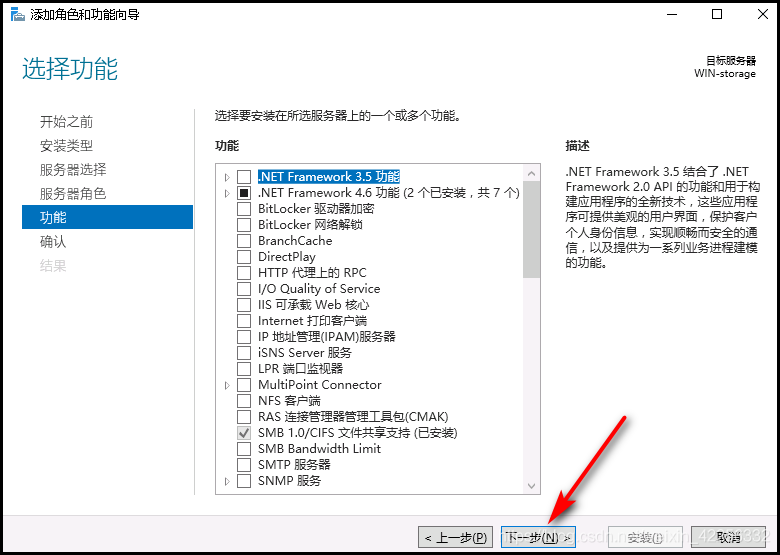 添加角色和功能向导
选择功能
目标服务器
WIN-storage
开始之前
安装类型
服务器选择
服务器角色
功能
确认
结果
选择要安装在所选服务器上的一个或多个功能。
功能
.NET Framework 3.5 功能
.NET Framework 4.6 功能 (2 个已安装，共 7 个)
BitLocker 驱动器加密
BitLocker 网络解锁
BranchCache
DirectPlay
HTTP 代理上的 RPC
I/O Quality of Service
IIS 可承载 Web 核心
Internet 打印客户端
IP 地址管理(IPAM)服务器
iSNS Server 服务
LPR 端口监视器
MultiPoint Connector
NFS 客户端
RAS 连接管理器管理工具包(CMAK)
SMB 1.0/CIFS 文件共享支持 (已安装)
SMB Bandwidth Limit
SMTP 服务器
SNMP 服务
描述
.NET Framework 3.5 结合了 .NET
Framework 2.0 API 的功能和用于构
建应用程序的全新技术，这些应用程
序可提供美观的用户界面，保护客户
个人身份信息，实现顺畅而安全的通
信，以及提供为一系列业务进程建模
的功能。
< 上一步(P)
下一步(N) >
安装(I)
取消